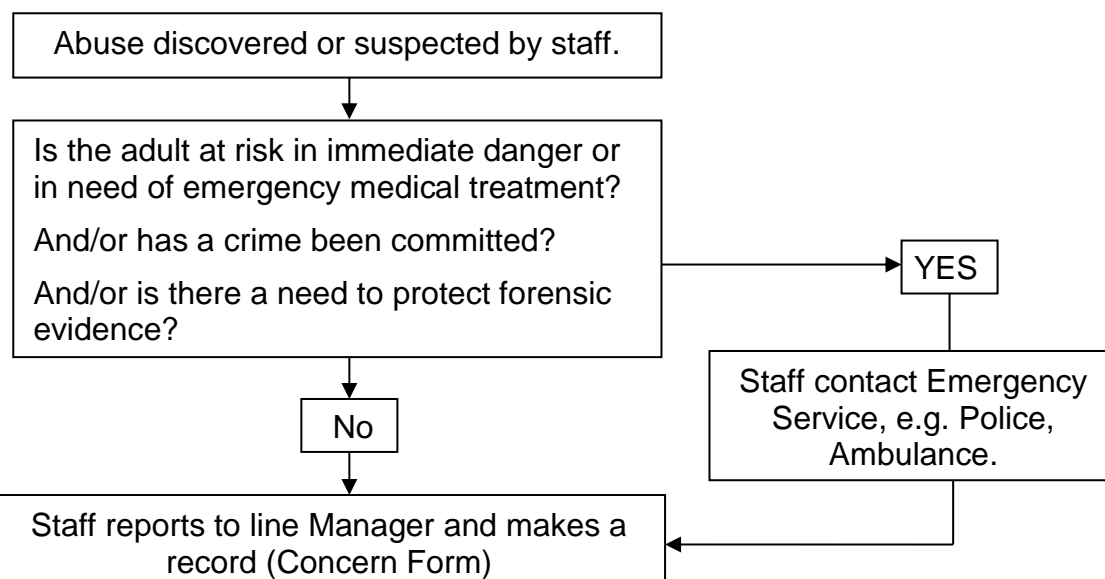 Abuse discovered or suspected by staff.
Is the adult at risk in immediate danger or
in need of emergency medical treatment?
And/or has a crime been committed?
And/or is there a need to protect forensic
evidence?
YES
No
Staff contact Emergency
Service, e.g. Police,
Ambulance.
Staff reports to line Manager and makes a
record (Concern Form)